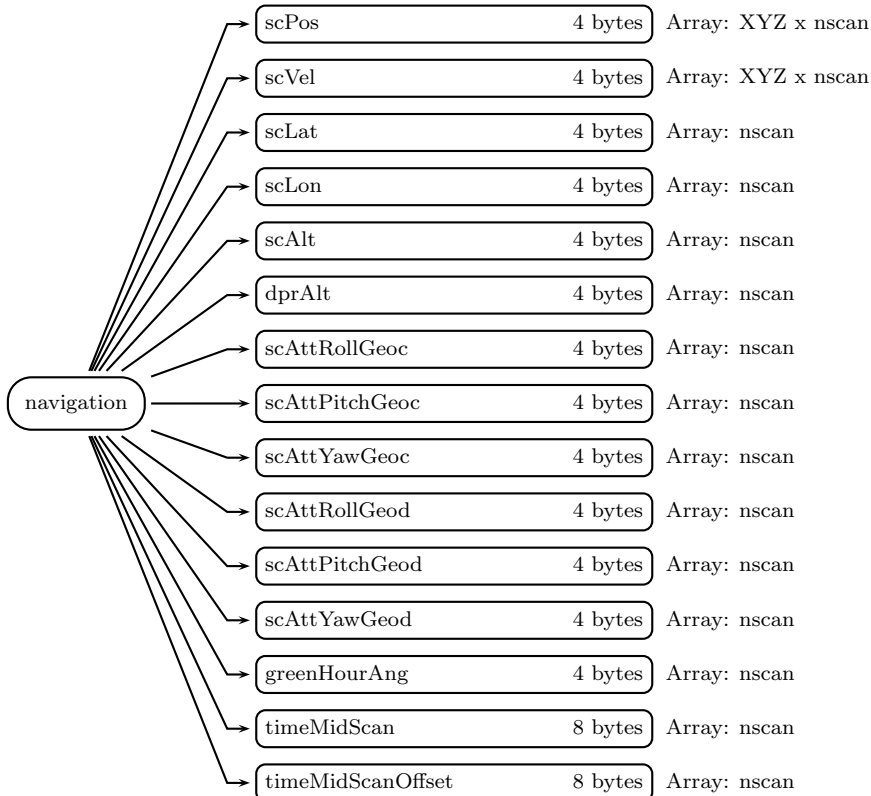 scPos 4 bytes Array: XYZ x nscan
scVel 4 bytes Array: XYZ x nscan
scLat 4 bytes Array: nscan
scLon 4 bytes Array: nscan
scAlt 4 bytes Array: nscan
dprAlt 4 bytes Array: nscan
scAttRollGeoc 4 bytes Array: nscan
navigation scAttPitchGeoc 4 bytes Array: nscan
scAttYawGeoc 4 bytes Array: nscan
scAttRollGeod 4 bytes Array: nscan
scAttPitchGeod 4 bytes Array: nscan
scAttYawGeod 4 bytes Array: nscan
greenHourAng 4 bytes Array: nscan
timeMidScan 8 bytes Array: nscan
timeMidScanOffset 8 bytes Array: nscan